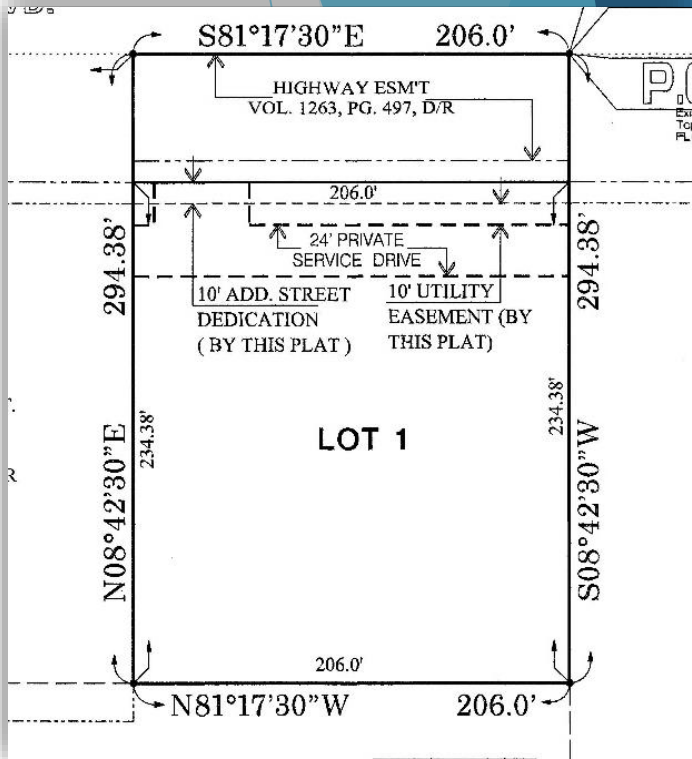 S81°17'30"E 206.0'
HIGHWAY ESM'T
VOL. 1263, PG. 497, D/R
206.0'
24' PRIVATE
SERVICE DRIVE
294.38'
294.38'
10' ADD. STREET
DEDICATION
( BY THIS PLAT )
10' UTILITY
EASEMENT (BY
THIS PLAT)
234.38'
234.38'
LOT 1
N08°42'30"E
S08°42'30"W
206.0'
N81°17'30"W 206.0'